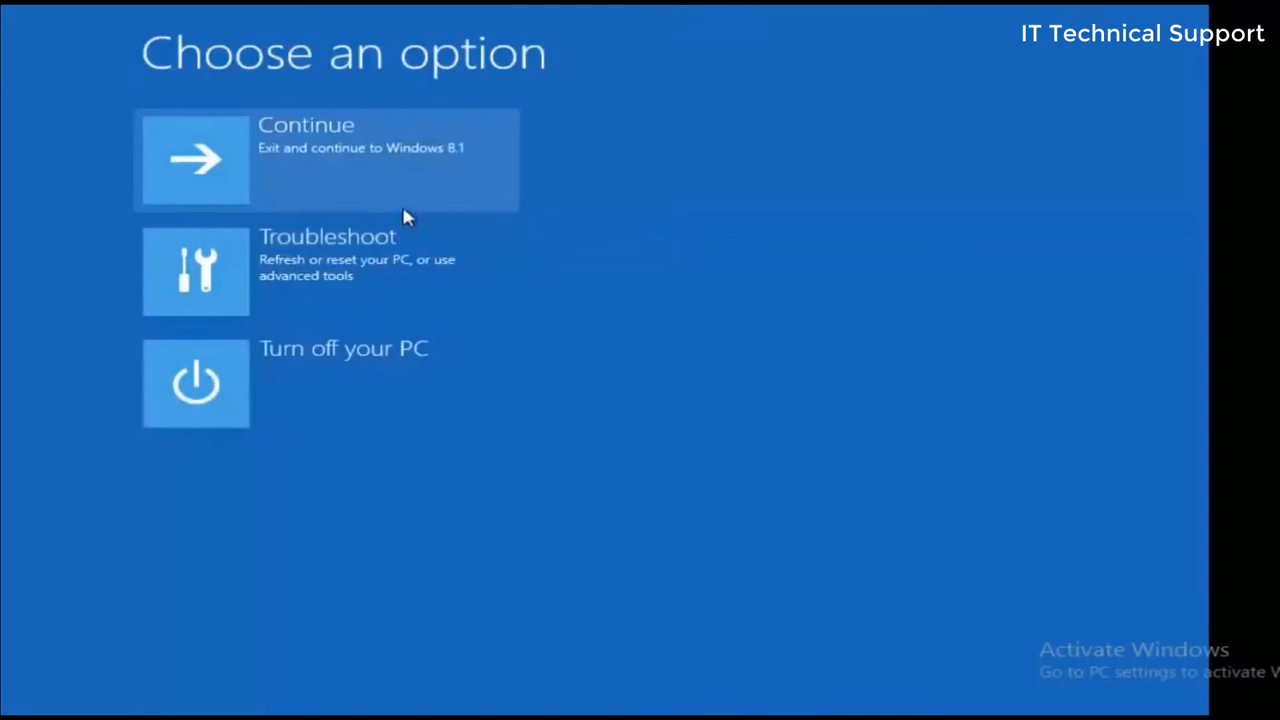 IT Technical Support
Choose an option
Continue
Exit and continue to Windows 8.1
Troubleshoot
Refresh or reset your PC, or use
advanced tools
Turn off your PC
Activate Windows
Go to PC settings to activate W